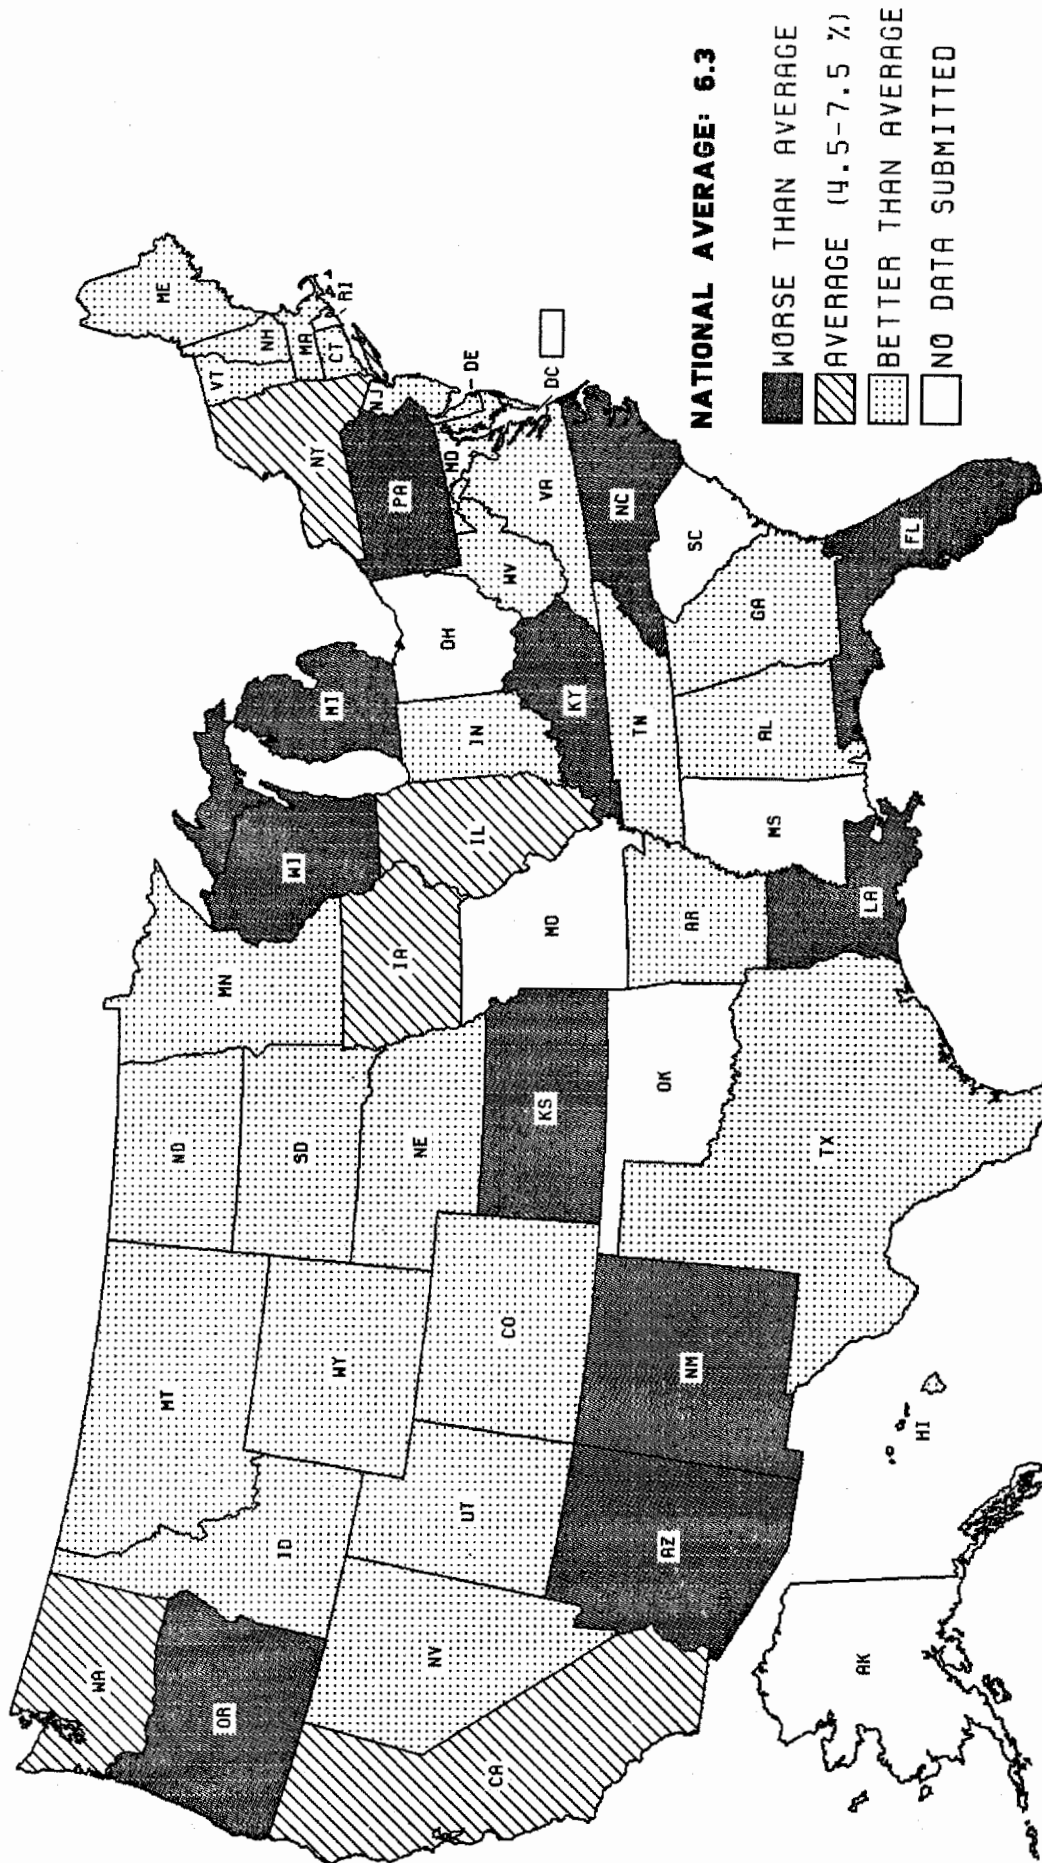 WA
OR
CA
NV
ID
MT
WY
UT
AZ
CO
NM
ND
SD
NE
KS
OK
TX
MN
IA
MO
AR
LA
WI
IL
MS
MI
IN
KY
TN
AL
OH
WV
GA
FL
SC
NC
VA
MD
PA
NY
NJ
DE
DC
VT
NH
ME
MA
CT
RI
AK
HI
NATIONAL AVERAGE: 6.3
WORSE THAN AVERAGE
AVERAGE (4.5-7.5 %)
BETTER THAN AVERAGE
NO DATA SUBMITTED